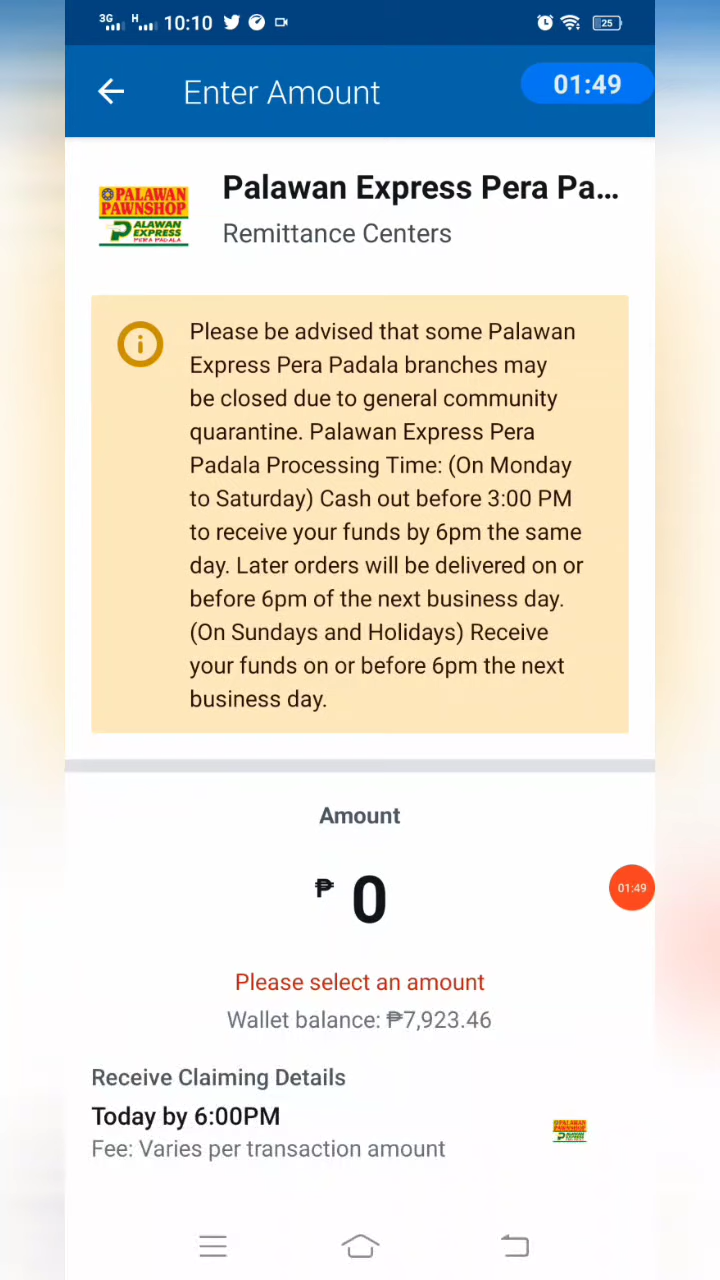 3G H 10:10 25
Enter Amount 01:49
PALAWAN
PAWNSHOP
PALAWAN
EXPRESS
PERA PADALA
Palawan Express Pera Pa...
Remittance Centers
Please be advised that some Palawan
Express Pera Padala branches may
be closed due to general community
quarantine. Palawan Express Pera
Padala Processing Time: (On Monday
to Saturday) Cash out before 3:00 PM
to receive your funds by 6pm the same
day. Later orders will be delivered on or
before 6pm of the next business day.
(On Sundays and Holidays) Receive
your funds on or before 6pm the next
business day.
Amount
₱ 0
01:49
Please select an amount
Wallet balance: ₱7,923.46
Receive Claiming Details
Today by 6:00PM
Fee: Varies per transaction amount
PALAWAN
PAWNSHOP